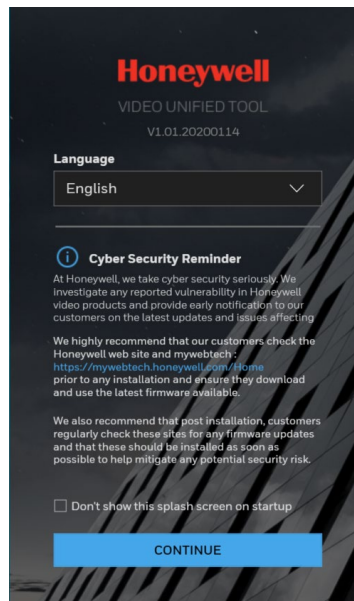 Honeywell
VIDEO UNIFIED TOOL
V1.01.20200114
Language
English
Cyber Security Reminder
At Honeywell, we take cyber security seriously. We
investigate any reported vulnerability in Honeywell
video products and provide early notification to our
customers on the latest updates and issues affecting
We highly recommend that our customers check the
Honeywell web site and mywebtech :
https://mywebtech.honeywell.com/Home
prior to any installation and ensure they download
and use the latest firmware available.
We also recommend that post installation, customers
regularly check these sites for any firmware updates
and that these should be installed as soon as
possible to help mitigate any potential security risk.
Don't show this splash screen on startup
CONTINUE